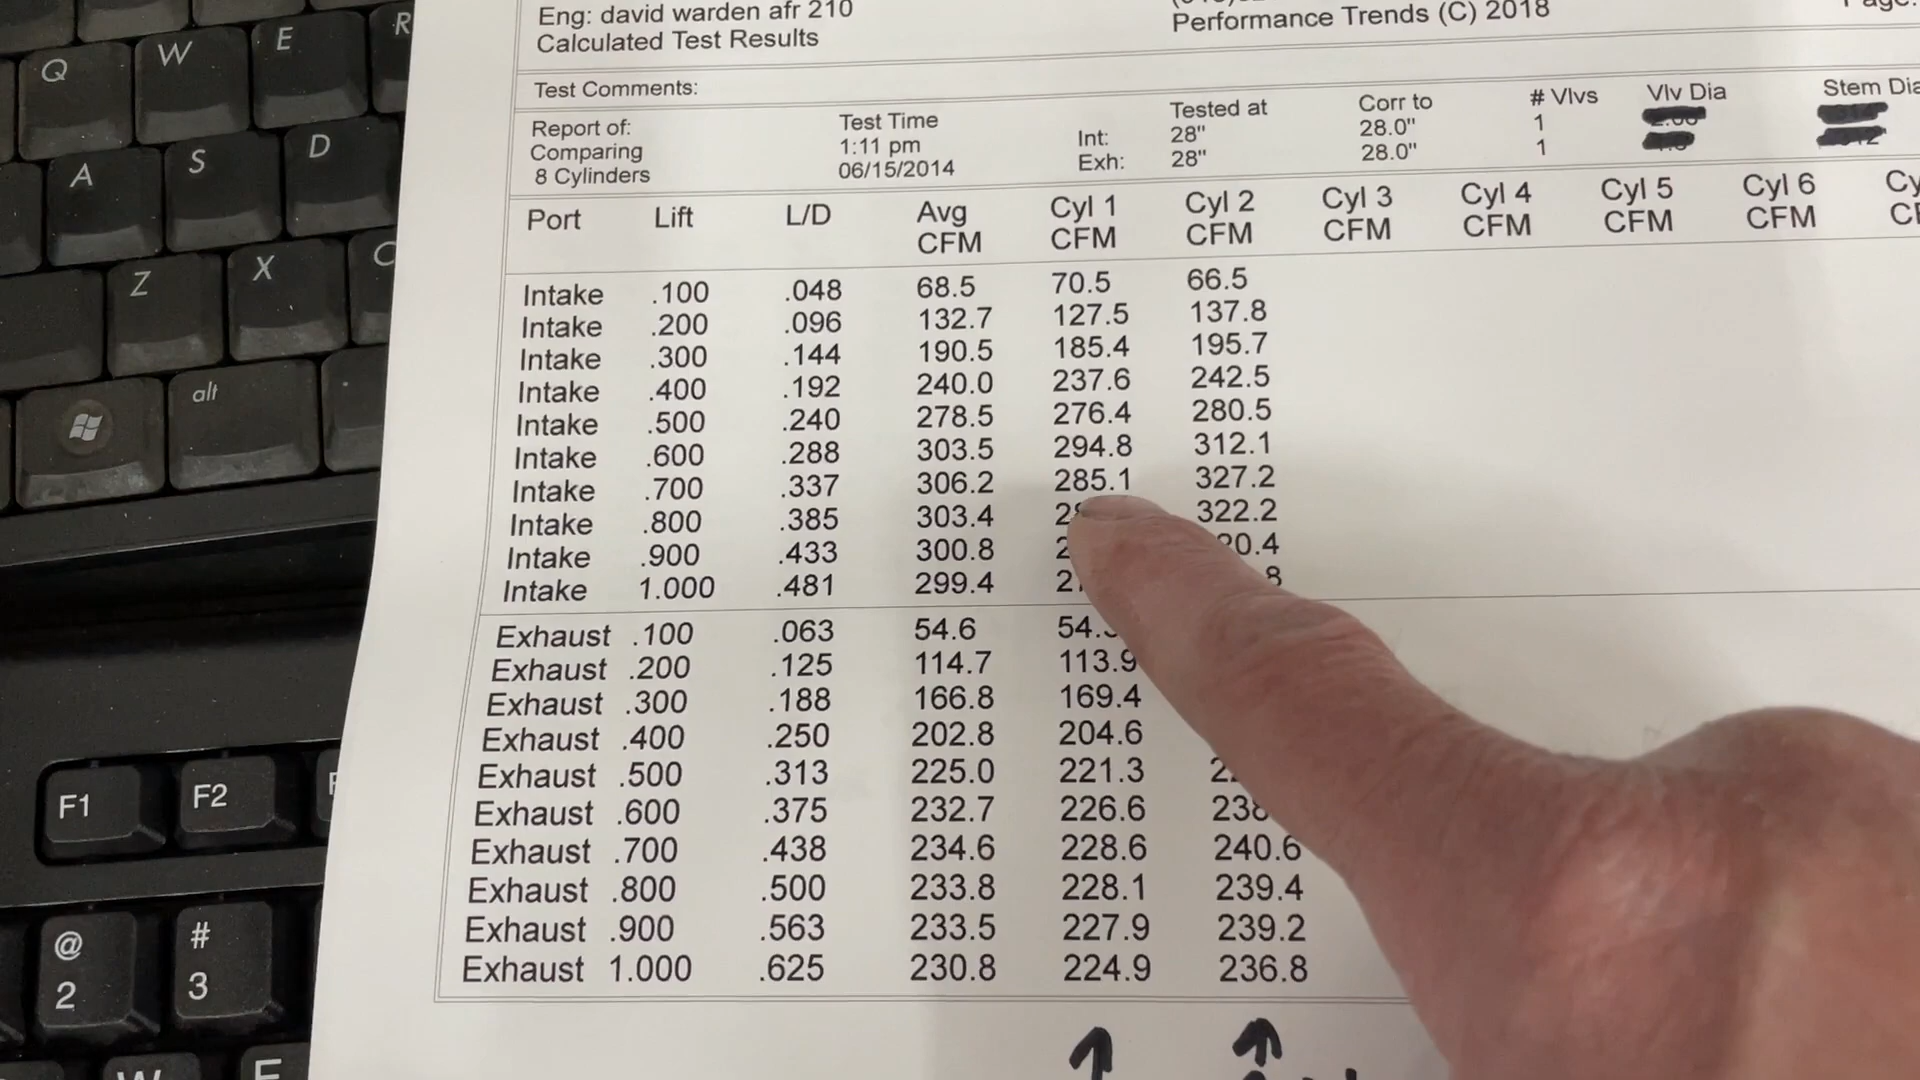 Eng: david warden afr 210
Calculated Test Results
Performance Trends (C) 2018
Test Comments:
Report of:
Comparing
8 Cylinders
Test Time
1:11 pm
06/15/2014
Int:
Exh:
Tested at
28"
28"
Corr to
28.0"
28.0"
# Vlvs
1
1
Vlv Dia
Stem Dia
Port Lift L/D Avg CFM Cyl 1 CFM Cyl 2 CFM Cyl 3 CFM Cyl 4 CFM Cyl 5 CFM Cyl 6 CFM
Intake .100 .048 68.5 70.5 66.5
Intake .200 .096 132.7 127.5 137.8
Intake .300 .144 190.5 185.4 195.7
Intake .400 .192 240.0 237.6 242.5
Intake .500 .240 278.5 276.4 280.5
Intake .600 .288 303.5 294.8 312.1
Intake .700 .337 306.2 285.1 327.2
Intake .800 .385 303.4 322.2
Intake .900 .433 300.8
Intake 1.000 .481 299.4
Exhaust .100 .063 54.6
Exhaust .200 .125 114.7 113.9
Exhaust .300 .188 166.8 169.4
Exhaust .400 .250 202.8 204.6
Exhaust .500 .313 225.0 221.3
Exhaust .600 .375 232.7 226.6
Exhaust .700 .438 234.6 228.6 240.6
Exhaust .800 .500 233.8 228.1 239.4
Exhaust .900 .563 233.5 227.9 239.2
Exhaust 1.000 .625 230.8 224.9 236.8
Q W E R
A S D
Z X C
alt
F1 F2
@ 2
# 3
W E